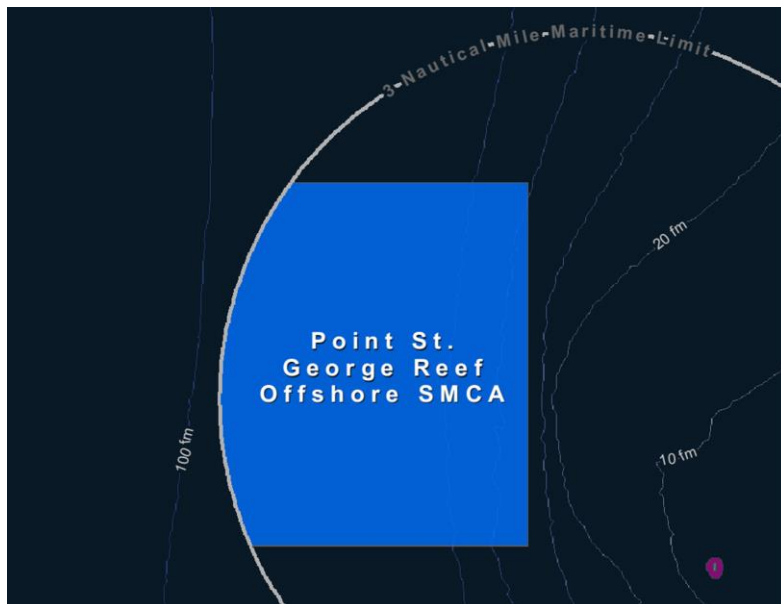 3-Nautical-Mile-Maritime-Limit
20 fm
Point St.
George Reef
Offshore SMCA
100 fm
10 fm